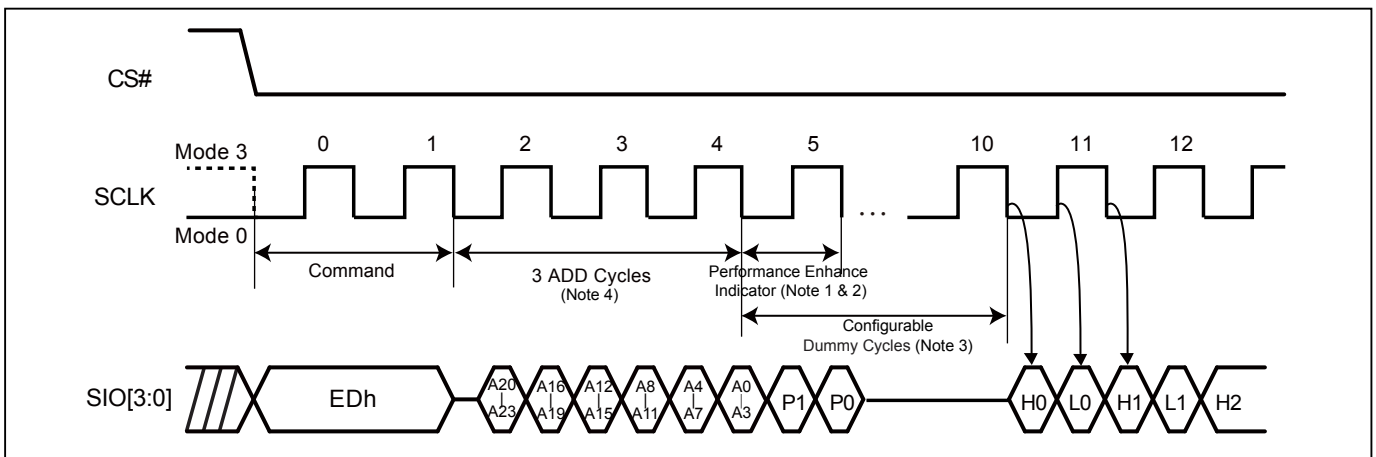 CS#
0 1 2 3 4 5 10 11 12
Mode 3
SCLK
...
Mode 0
Command
3 ADD Cycles
(Note 4)
Performance Enhance
Indicator (Note 1 & 2)
Configurable
Dummy Cycles (Note 3)
SIO[3:0]
EDh
A20 | A23
A16 | A19
A12 | A15
A8 | A11
A4 | A7
A0 | A3
P1 P0 H0 L0 H1 L1 H2